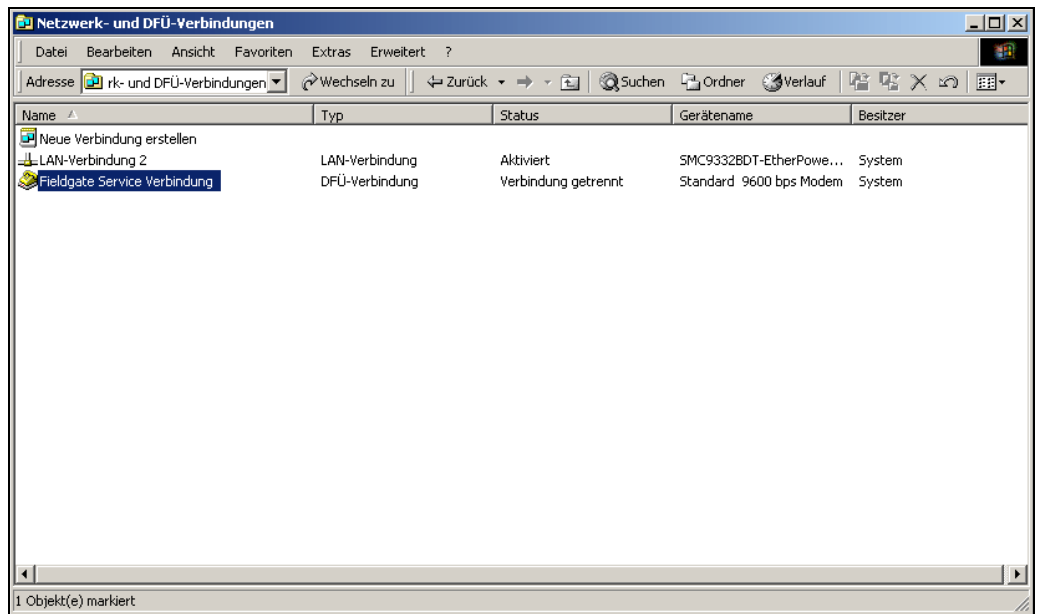 Netzwerk- und DFÜ-Verbindungen
Datei Bearbeiten Ansicht Favoriten Extras Erweitert ?
Adresse rk- und DFÜ-Verbindungen Wechseln zu Zurück Suchen Ordner Verlauf
Name Typ Status Gerätename Besitzer
Neue Verbindung erstellen
LAN-Verbindung 2 LAN-Verbindung Aktiviert SMC9332BDT-EtherPowe... System
Fieldgate Service Verbindung DFÜ-Verbindung Verbindung getrennt Standard 9600 bps Modem System
1 Objekt(e) markiert